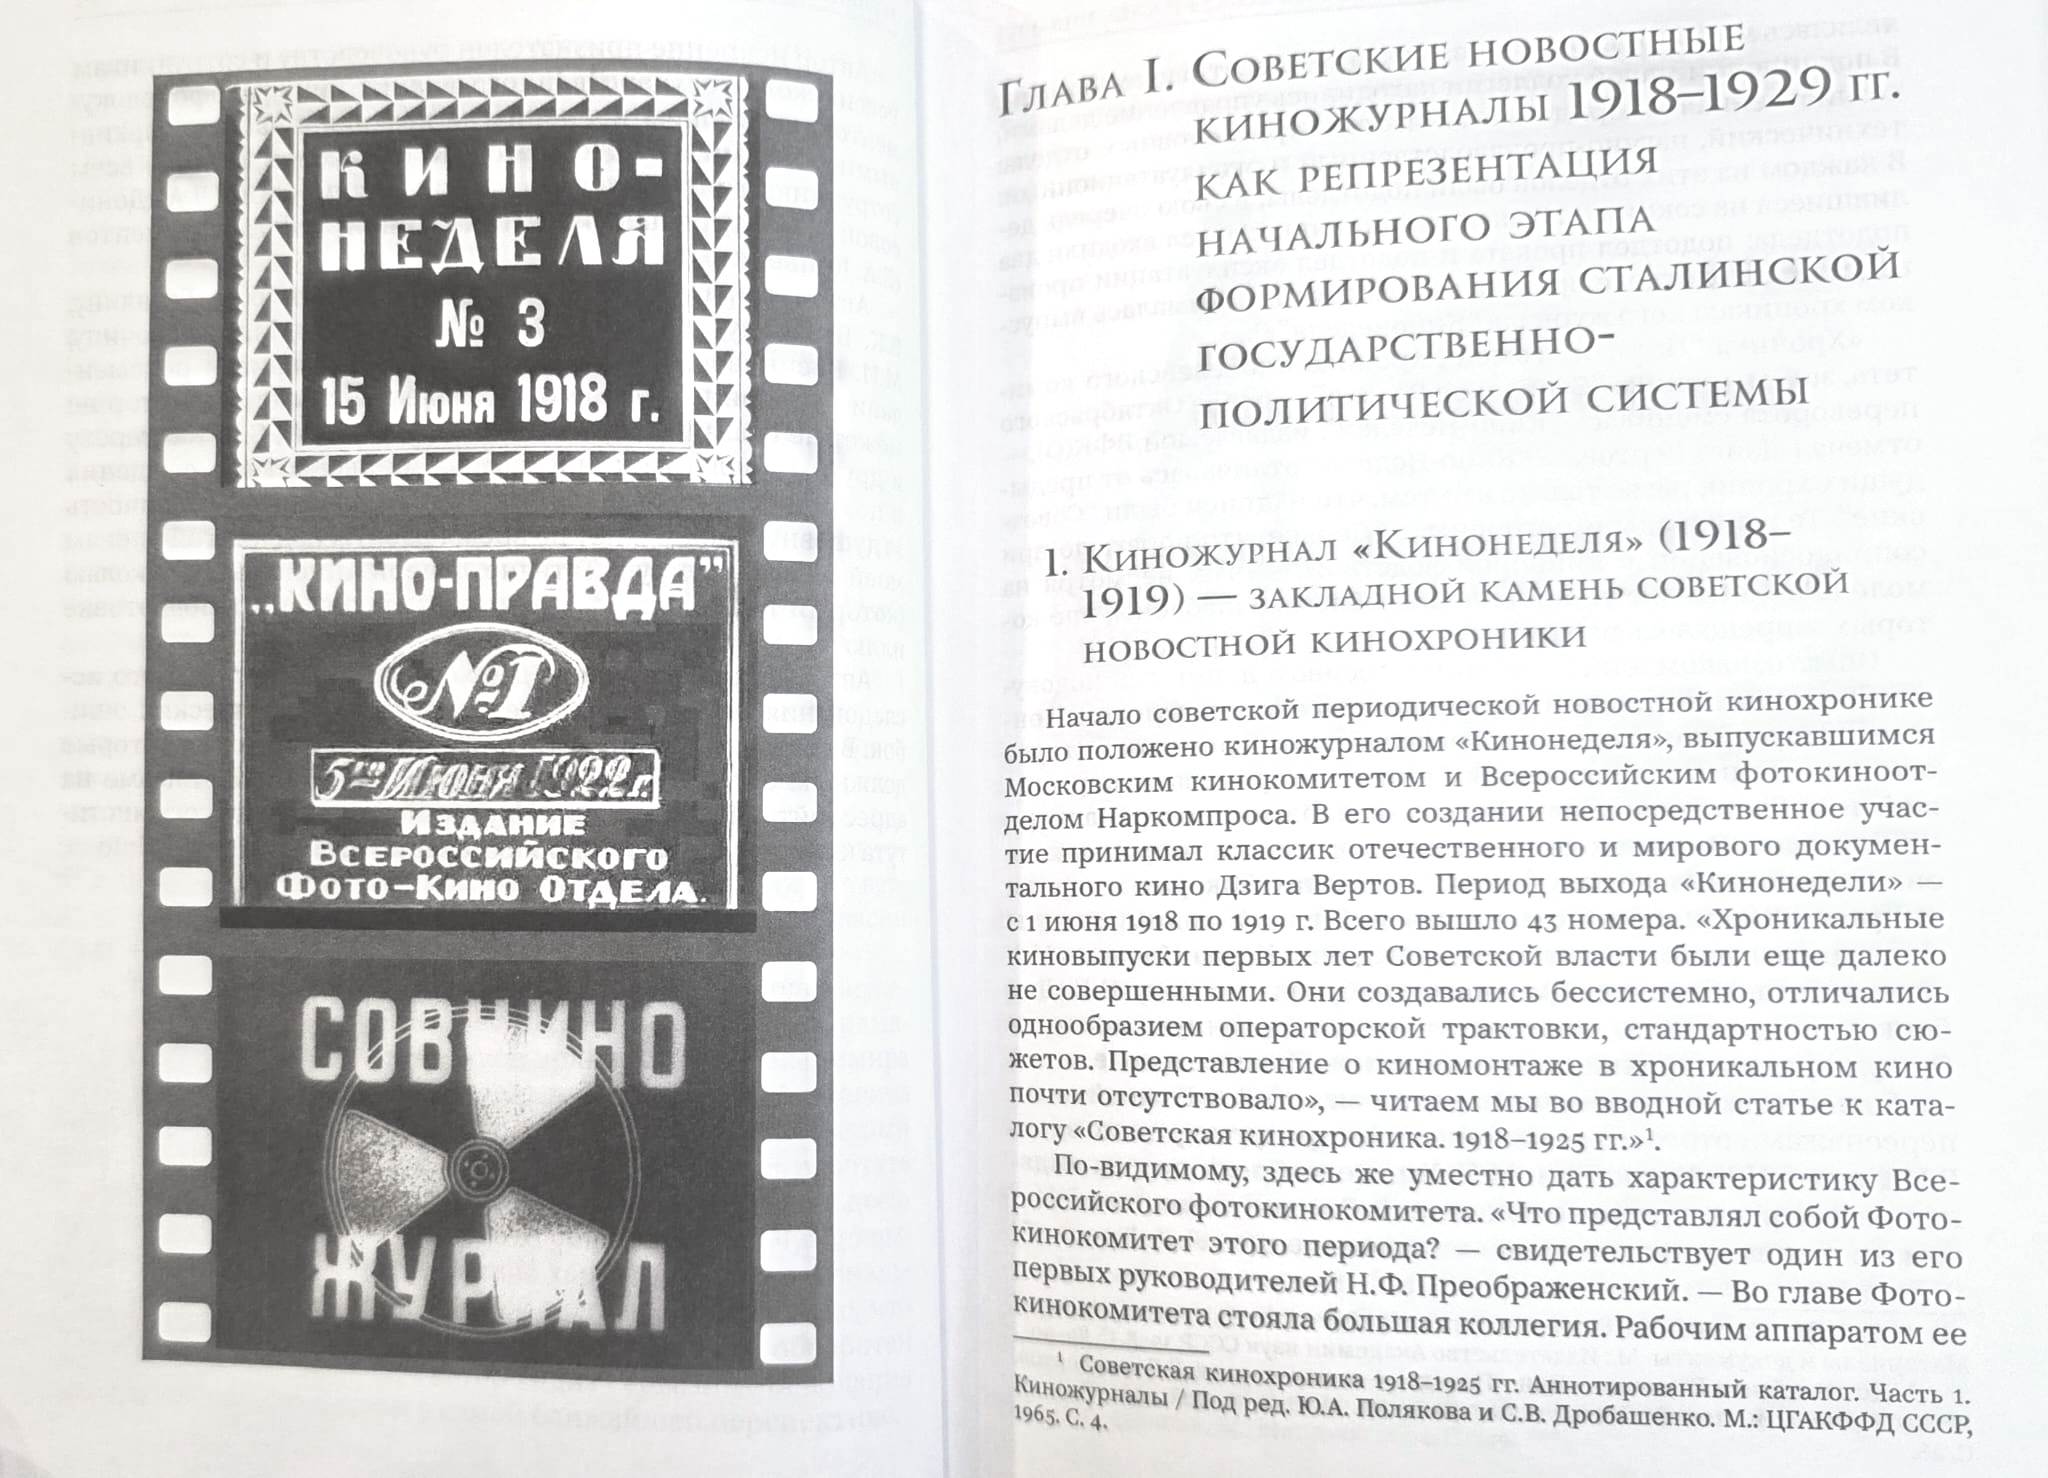 КИНО-
НЕДЕЛЯ
№ 3
15 Июня 1918 г.
„КИНО-ПРАВДА”
№1
5го Июня 1922 г.
ИЗДАНИЕ
ВСЕРОССИЙСКОГО
ФОТО-КИНО ОТДЕЛА.
СОВКИНО
ЖУРНАЛ
Глава I. Советские новостные
киножурналы 1918–1929 гг.
как репрезентация
начального этапа
формирования сталинской
государственно-
политической системы
1. Киножурнал «Кинонеделя» (1918–
1919) — закладной камень советской
новостной кинохроники
Начало советской периодической новостной кинохронике
было положено киножурналом «Кинонеделя», выпускавшимся
Московским кинокомитетом и Всероссийским фотокиноот-
делом Наркомпроса. В его создании непосредственное учас-
тие принимал классик отечественного и мирового докумен-
тального кино Дзига Вертов. Период выхода «Кинонедели» —
с 1 июня 1918 по 1919 г. Всего вышло 43 номера. «Хроникальные
киновыпуски первых лет Советской власти были еще далеко
не совершенными. Они создавались бессистемно, отличались
однообразием операторской трактовки, стандартностью сю-
жетов. Представление о киномонтаже в хроникальном кино
почти отсутствовало», — читаем мы во вводной статье к ката-
логу «Советская кинохроника. 1918–1925 гг.»¹.
По-видимому, здесь же уместно дать характеристику Все-
российского фотокинокомитета. «Что представлял собой Фото-
кинокомитет этого периода? — свидетельствует один из его
первых руководителей Н.Ф. Преображенский. — Во главе Фото-
кинокомитета стояла большая коллегия. Рабочим аппаратом ее
¹ Советская кинохроника 1918–1925 гг. Аннотированный каталог. Часть 1.
Киножурналы / Под ред. Ю.А. Полякова и С.В. Дробашенко. М.: ЦГАКФФД СССР,
1965. С. 4.